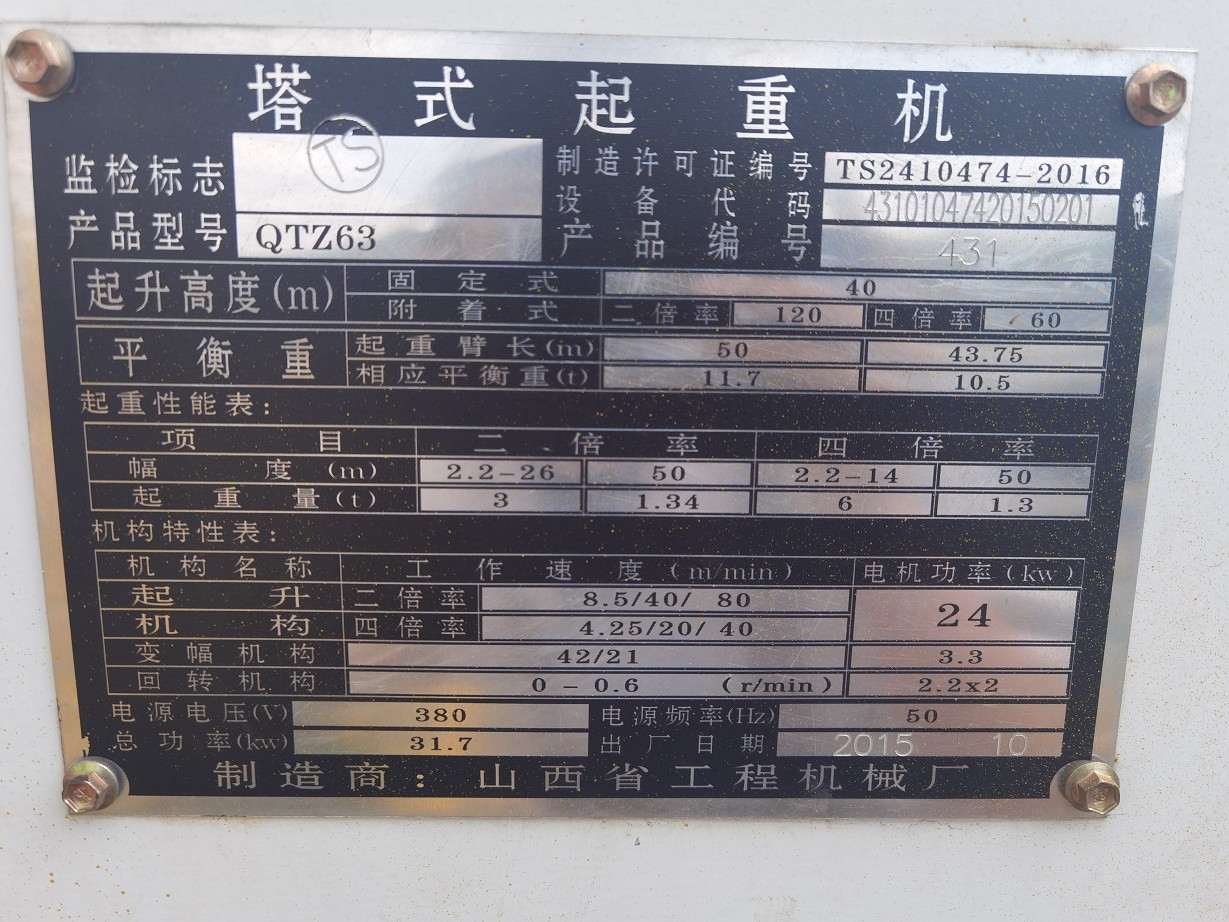 塔式起重机
监检标志 TS 制造许可证编号 TS2410474-2016
设备代码 43101047420150201
产品型号 QTZ63 产品编号 431
起升高度(m) 固定式 40
附着式 二倍率 120 四倍率 60
平衡重 起重臂长(m) 50 43.75
相应平衡重(t) 11.7 10.5
起重性能表:
项目 二倍率 四倍率
幅度(m) 2.2-26 50 2.2-14 50
起重量(t) 3 1.34 6 1.3
机构特性表:
机构名称 工作速度(m/min) 电机功率(kw)
起升机构 二倍率 8.5/40/ 80 24
四倍率 4.25/20/ 40
变幅机构 42/21 3.3
回转机构 0-0.6 (r/min) 2.2x2
电源电压(V) 380 电源频率(Hz) 50
总功率(kw) 31.7 出厂日期 2015 10
制造商:山西省工程机械厂